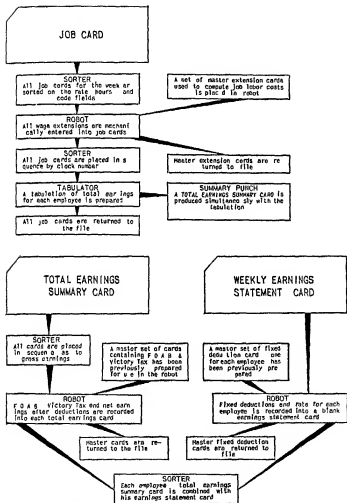 JOB CARD
SORTER
All job cards for the week ar
sorted on the rate hours and
code fields
A set of master extension cards
used to compute job labor costs
is plac d in robot
ROBOT
All wage extensions are mechani
cally entered into job cards
SORTER
All job cards are placed in s
quence by clock number
Master extension cards are re
turned to file
TABULATOR
A tabulation of total earnings
for each employee is prepared
SUMMARY PUNCH
A TOTAL EARNINGS SUMMARY CARD is
produced simultaneo sly with the
tabulation
All job cards are returned to
the file
TOTAL EARNINGS
SUMMARY CARD
WEEKLY EARNINGS
STATEMENT CARD
SORTER
All cards are placed
in sequen e as to
gross earnings
A master set of cards
containing F O A B &
Victory Tax has been
previously prepared
for u e in the robot
A master set of fixed
dedu tion card one
for each employee has
been previously pre
pared
ROBOT
F O A B Victory Tax and net earn
ings after deductions are recorded
into each total earnings card
ROBOT
Fixed deductions and rate for each
employee is recorded into a blank
earnings statement card
Master cards are re-
turned to the file
Master fixed deduction
cards are returned to
file
SORTER
Each employee total earnings
summary card is combined with
his earnings statement card